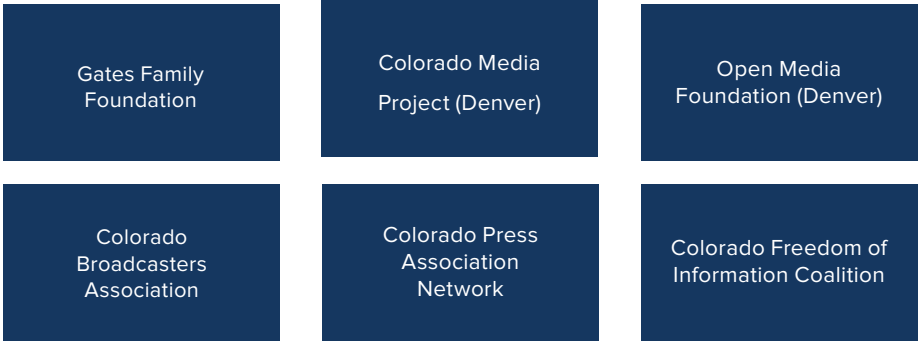 Gates Family
Foundation
Colorado Media
Project (Denver)
Open Media
Foundation (Denver)
Colorado
Broadcasters
Association
Colorado Press
Association
Network
Colorado Freedom of
Information Coalition